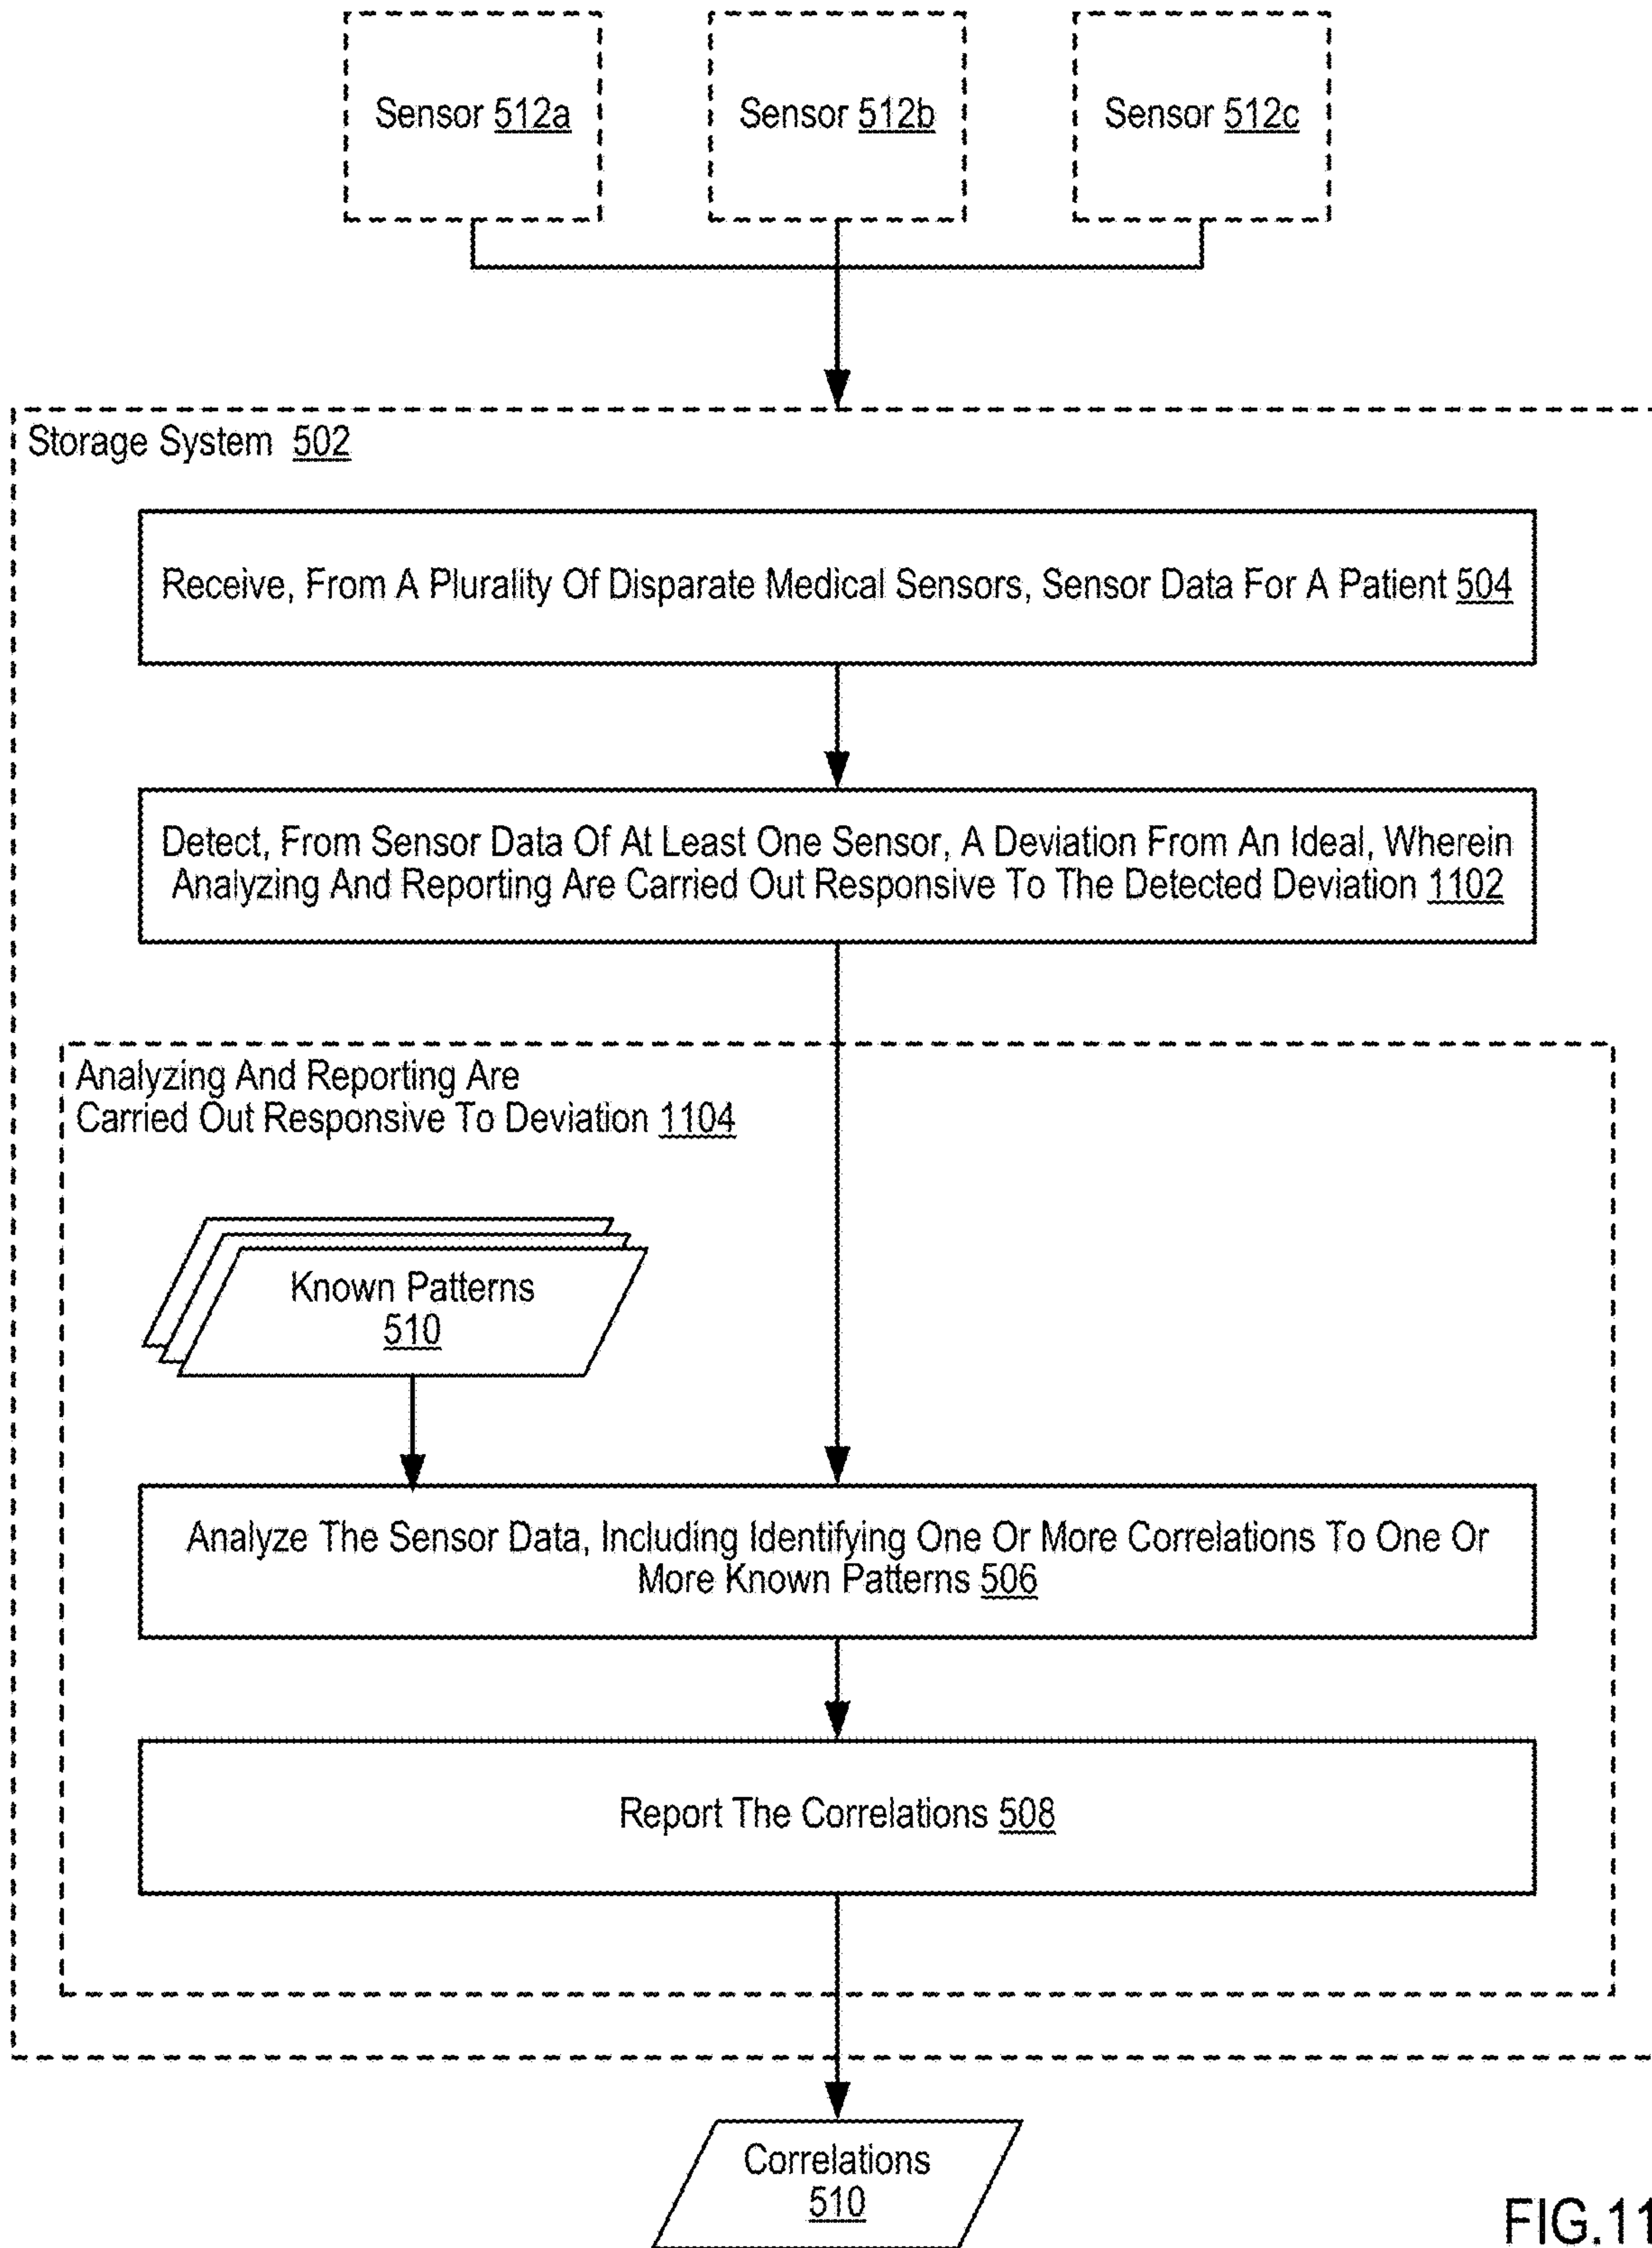 Sensor 512a
Sensor 512b
Sensor 512c
Storage System 502
Receive, From A Plurality Of Disparate Medical Sensors, Sensor Data For A Patient 504
Detect, From Sensor Data Of At Least One Sensor, A Deviation From An Ideal, Wherein
Analyzing And Reporting Are Carried Out Responsive To The Detected Deviation 1102
Analyzing And Reporting Are
Carried Out Responsive To Deviation 1104
Known Patterns
510
Analyze The Sensor Data, Including Identifying One Or More Correlations To One Or
More Known Patterns 506
Report The Correlations 508
Correlations
510
FIG.11